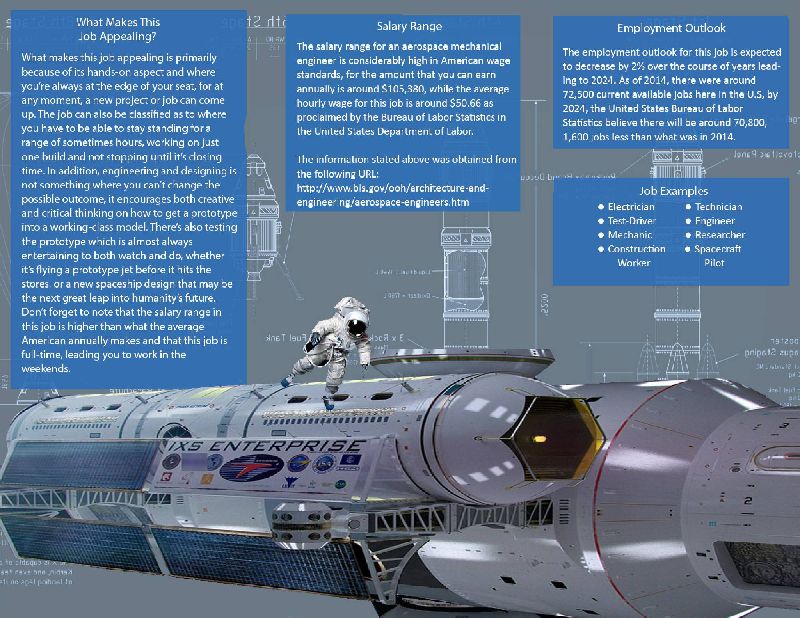 What Makes This
Job Appealing?
What makes this job appealing is primarily
because of its hands-on aspect and where
you're always at the edge of your seat, for at
any moment, a new project or job can come
up. The job can also be classified as to where
you have to be able to stay standing for a
range of sometimes hours, working on just
one build and not stopping until it's closing
time. In addition, engineering and designing is
not something where you can't change the
possible outcome, it encourages both creative
and critical thinking on how to get a prototype
into a working-class model. There's also testing
the prototype which is almost always
entertaining to both watch and do, whether
it's flying a prototype jet before it hits the
stores, or a new spaceship design that may be
the next great leap into humanity's future.
Don't forget to note that the salary range in
this job is higher than what the average
American annually makes and that this job is
full-time, leading you to work in the
weekends.
Salary Range
The salary range for an aerospace mechanical
engineer is considerably high in American wage
standards, for the amount that you can earn
annually is around $105,380, while the average
hourly wage for this job is around $50.66 as
proclaimed by the Bureau of Labor Statistics in
the United States Department of Labor.
The information stated above was obtained from
the following URL:
http://www.bls.gov/ooh/architecture-and-
engineering/aerospace-engineers.htm
Employment Outlook
The employment outlook for this job is expected
to decrease by 2% over the course of years lead-
ing to 2024. As of 2014, there were around
72,500 current available jobs here in the U.S, by
2024, the United States Bureau of Labor
Statistics believe there will be around 70,800,
1,600 jobs less than what was in 2014.
Job Examples
● Electrician
● Test-Driver
● Mechanic
● Construction
Worker
● Technician
● Engineer
● Researcher
● Spacecraft
Pilot
IXS ENTERPRISE